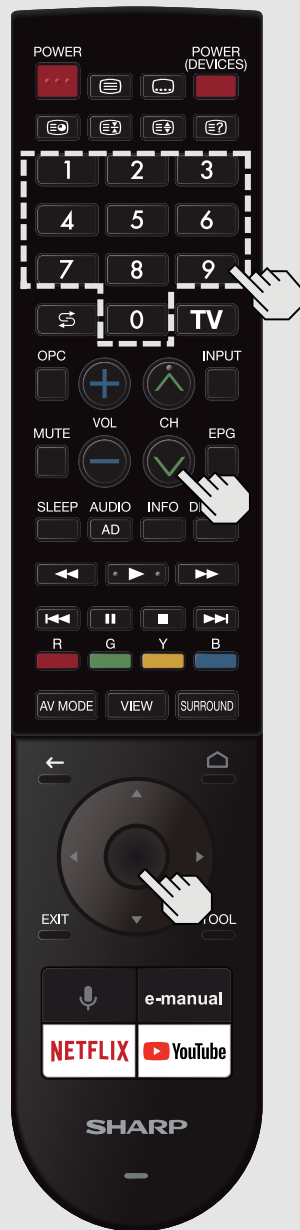 POWER
POWER
(DEVICES)
1 2 3
4 5 6
7 8 9
0 TV
OPC INPUT
VOL CH
MUTE EPG
SLEEP AUDIO INFO
AD
R G Y B
AV MODE VIEW SURROUND
EXIT
e-manual
NETFLIX YouTube
SHARP